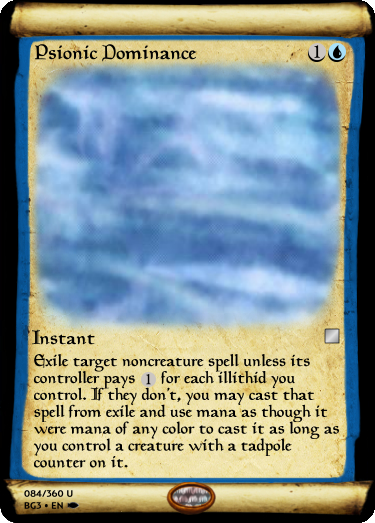 Psionic Dominance 1
Instant
Exile target noncreature spell unless its
controller pays 1 for each illithid you
control. If they don't, you may cast that
spell from exile and use mana as though it
were mana of any color to cast it as long as
you control a creature with a tadpole
counter on it.
084/360 U
BG3 • EN